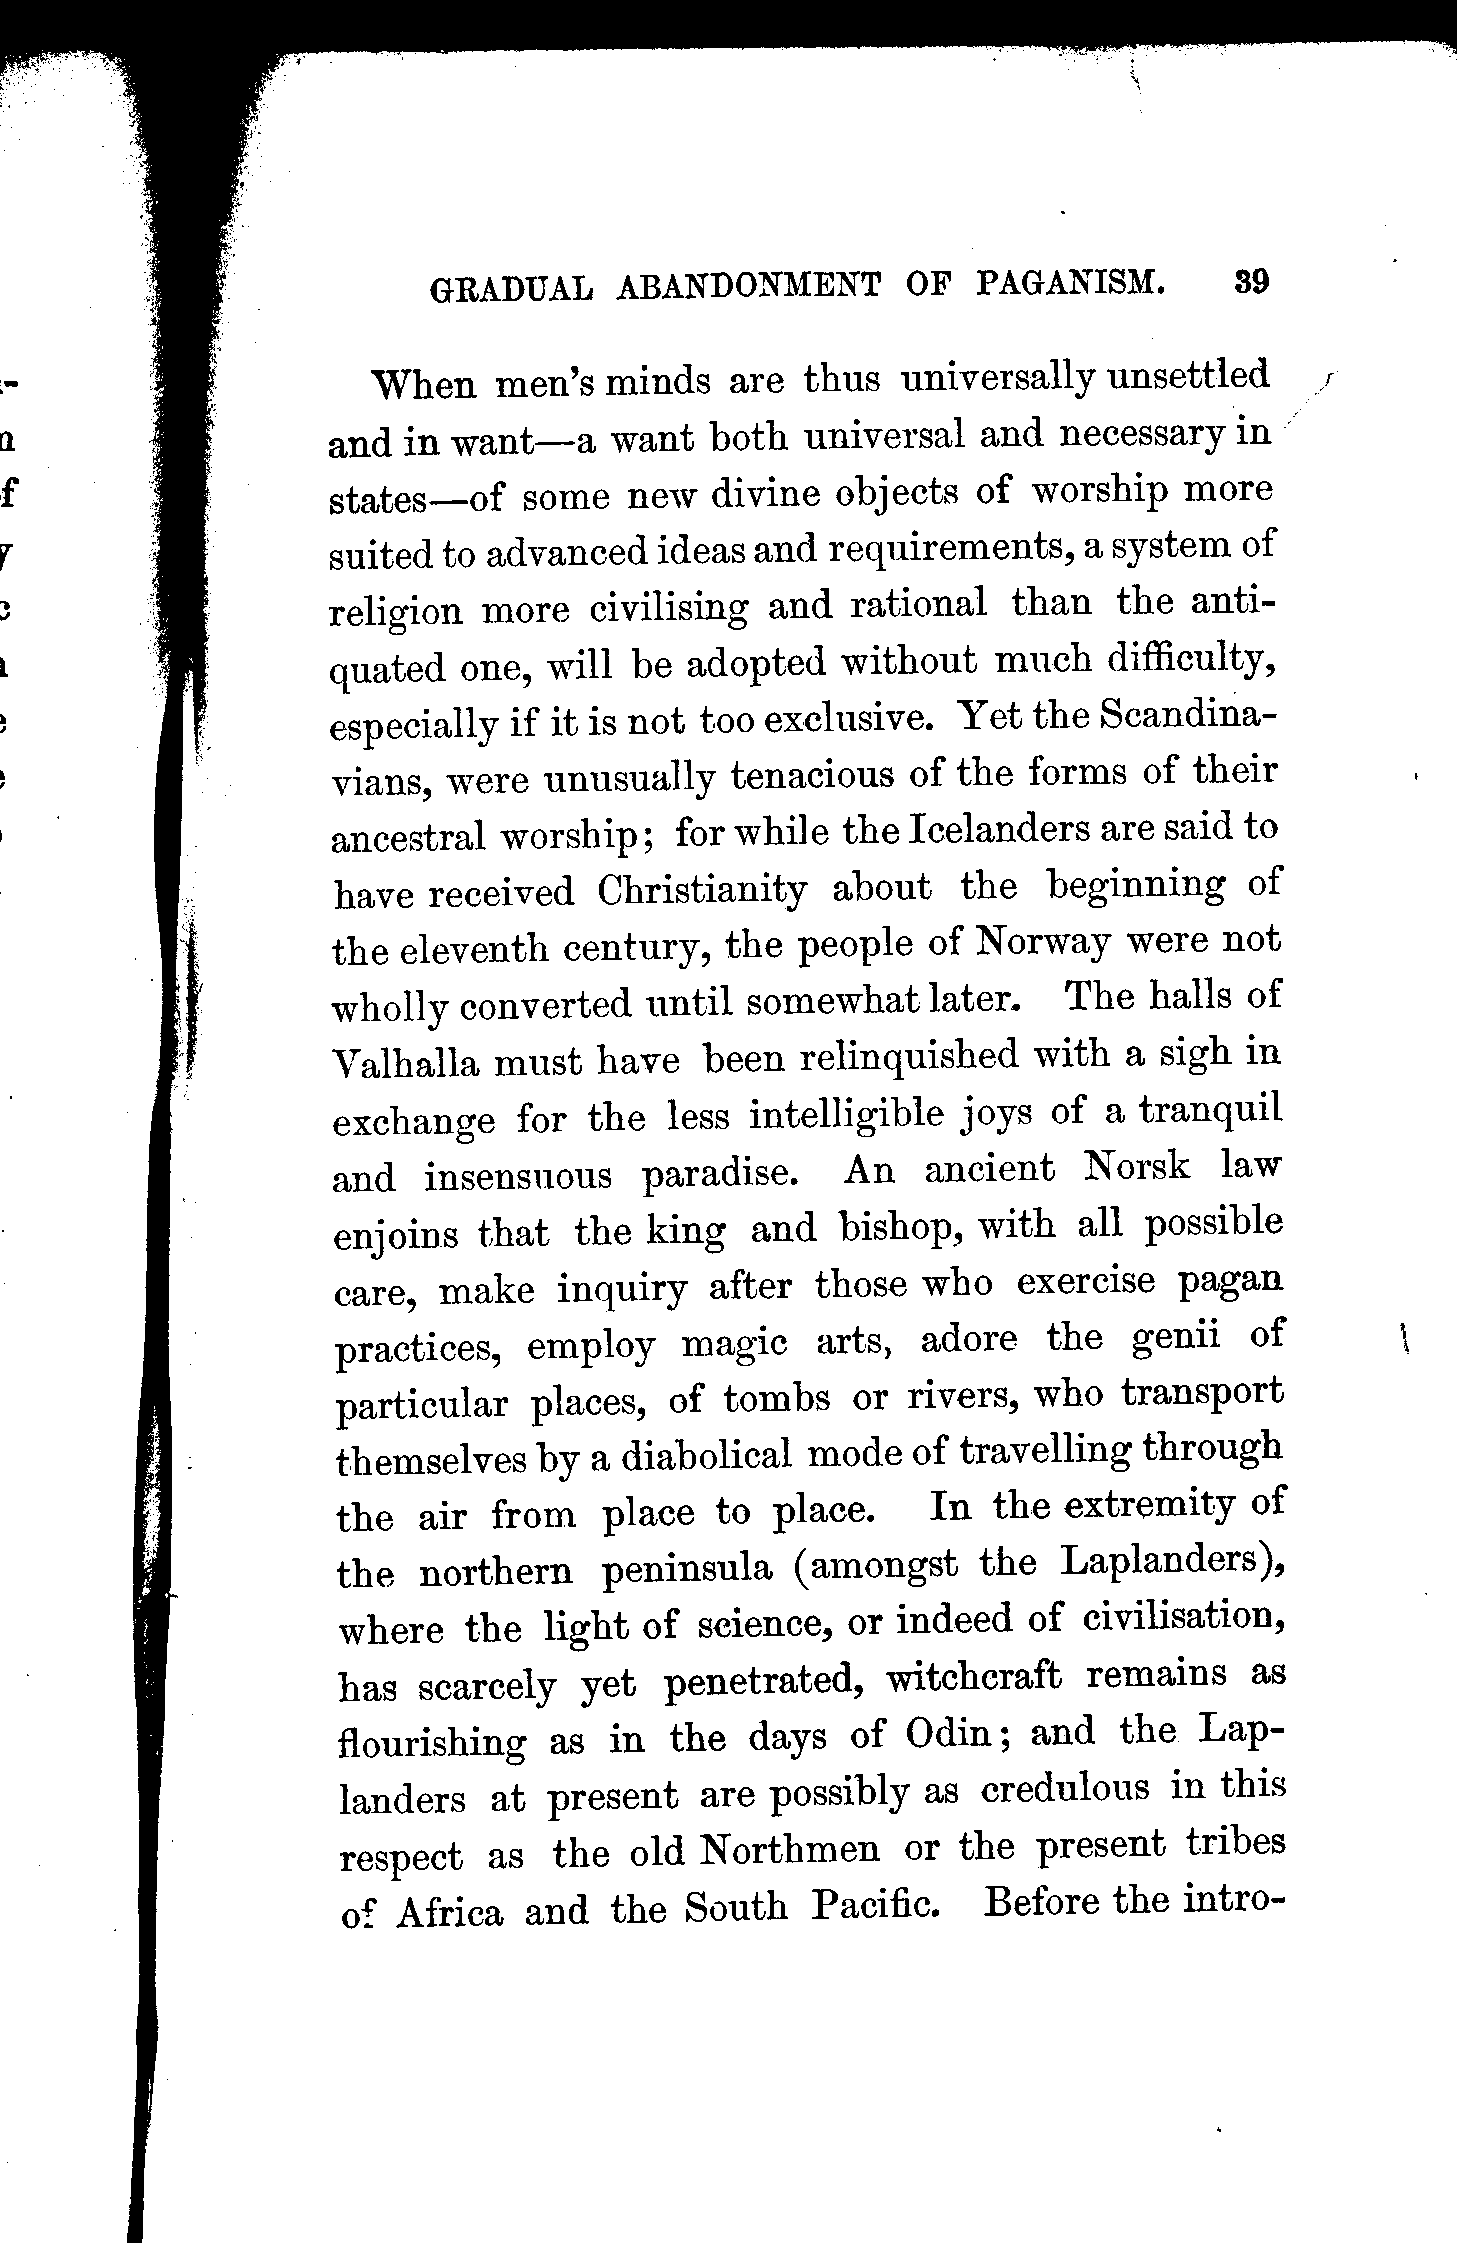 GRADUAL ABANDONMENT OF PAGANISM. 39
When men's minds are thus universally unsettled
and in want—a want both universal and necessary in
states—of some new divine objects of worship more
suited to advanced ideas and requirements, a system of
religion more civilising and rational than the anti-
quated one, will be adopted without much difficulty,
especially if it is not too exclusive. Yet the Scandina-
vians, were unusually tenacious of the forms of their
ancestral worship; for while the Icelanders are said to
have received Christianity about the beginning of
the eleventh century, the people of Norway were not
wholly converted until somewhat later. The halls of
Valhalla must have been relinquished with a sigh in
exchange for the less intelligible joys of a tranquil
and insensuous paradise. An ancient Norsk law
enjoins that the king and bishop, with all possible
care, make inquiry after those who exercise pagan
practices, employ magic arts, adore the genii of
particular places, of tombs or rivers, who transport
themselves by a diabolical mode of travelling through
the air from place to place. In the extremity of
the northern peninsula (amongst the Laplanders),
where the light of science, or indeed of civilisation,
has scarcely yet penetrated, witchcraft remains as
flourishing as in the days of Odin; and the Lap-
landers at present are possibly as credulous in this
respect as the old Northmen or the present tribes
of Africa and the South Pacific. Before the intro-